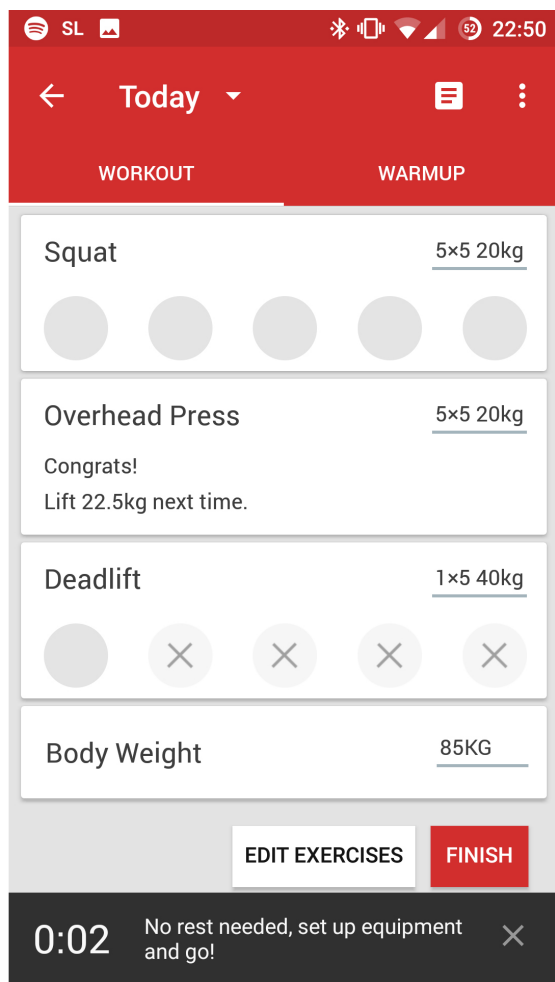 SL 52 22:50
Today
WORKOUT WARMUP
Squat 5×5 20kg
Overhead Press 5×5 20kg
Congrats!
Lift 22.5kg next time.
Deadlift 1×5 40kg
Body Weight 85KG
EDIT EXERCISES FINISH
0:02 No rest needed, set up equipment
and go!